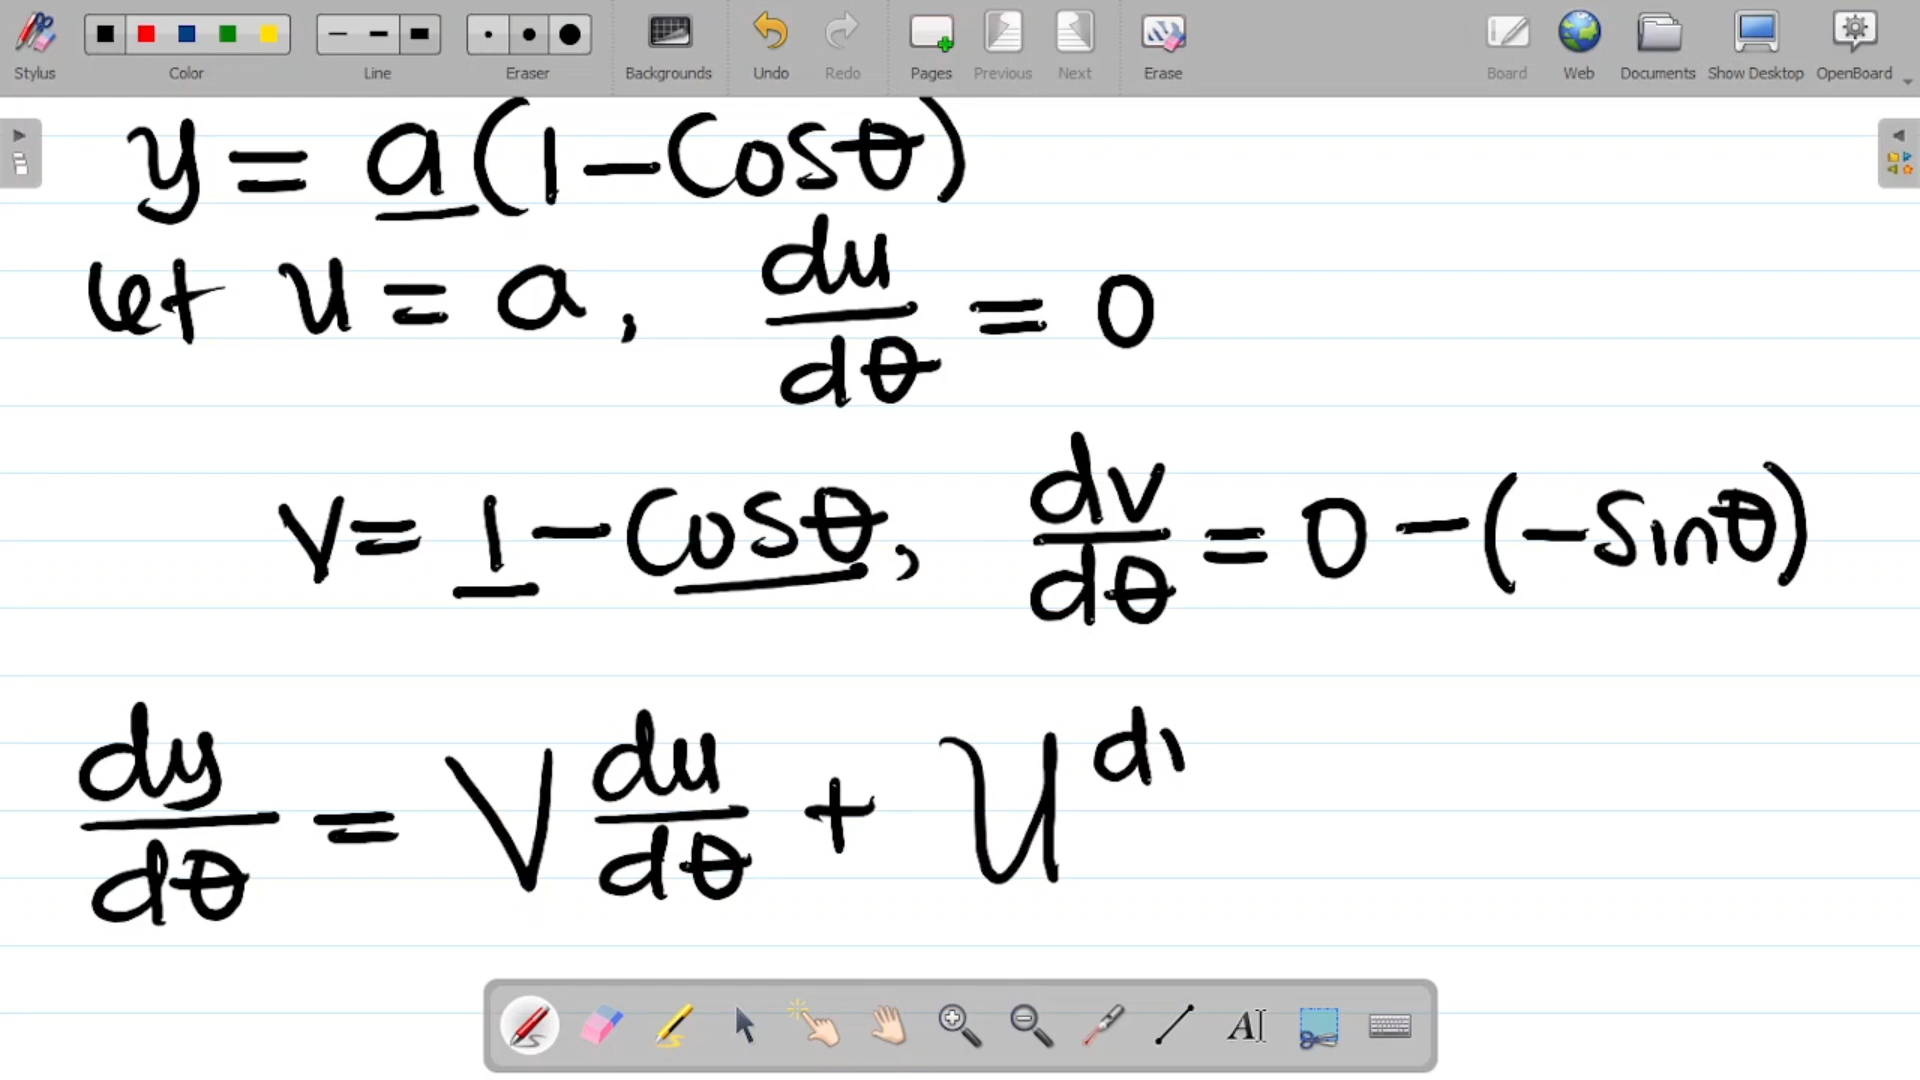 Stylus Color Line Eraser Backgrounds Undo Redo Pages Previous Next Erase Board Web Documents Show Desktop OpenBoard
y = a(1 - Cosθ)
let u = a, du/dθ = 0
v = 1 - Cosθ, dv/dθ = 0 - (-Sinθ)
dy/dθ = V du/dθ + U d